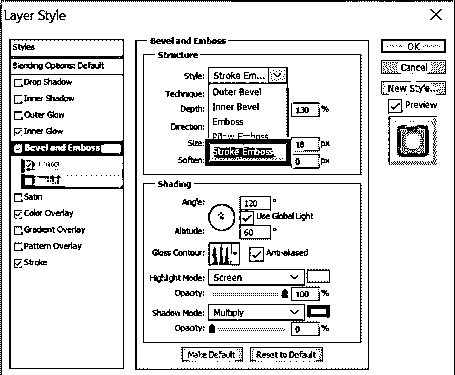 Layer Style
Styles
Blending Options: Default
Drop Shadow
Inner Shadow
Outer Glow
Inner Glow
Bevel and Emboss
Satin
Color Overlay
Gradient Overlay
Pattern Overlay
Stroke
Bevel and Emboss
Structure
Style: Stroke Em...
Outer Bevel
Inner Bevel
Emboss
Pillow Emboss
Stroke Emboss
Technique:
Depth: 130 %
Direction:
Size: 18 px
Soften: 0 px
Shading
Angle: 120 °
Use Global Light
Altitude: 60 °
Gloss Contour: Anti-aliased
Highlight Mode: Screen
Opacity: 100 %
Shadow Mode: Multiply
Opacity: 0 %
Make Default Reset to Default
OK
Cancel
New Style...
Preview